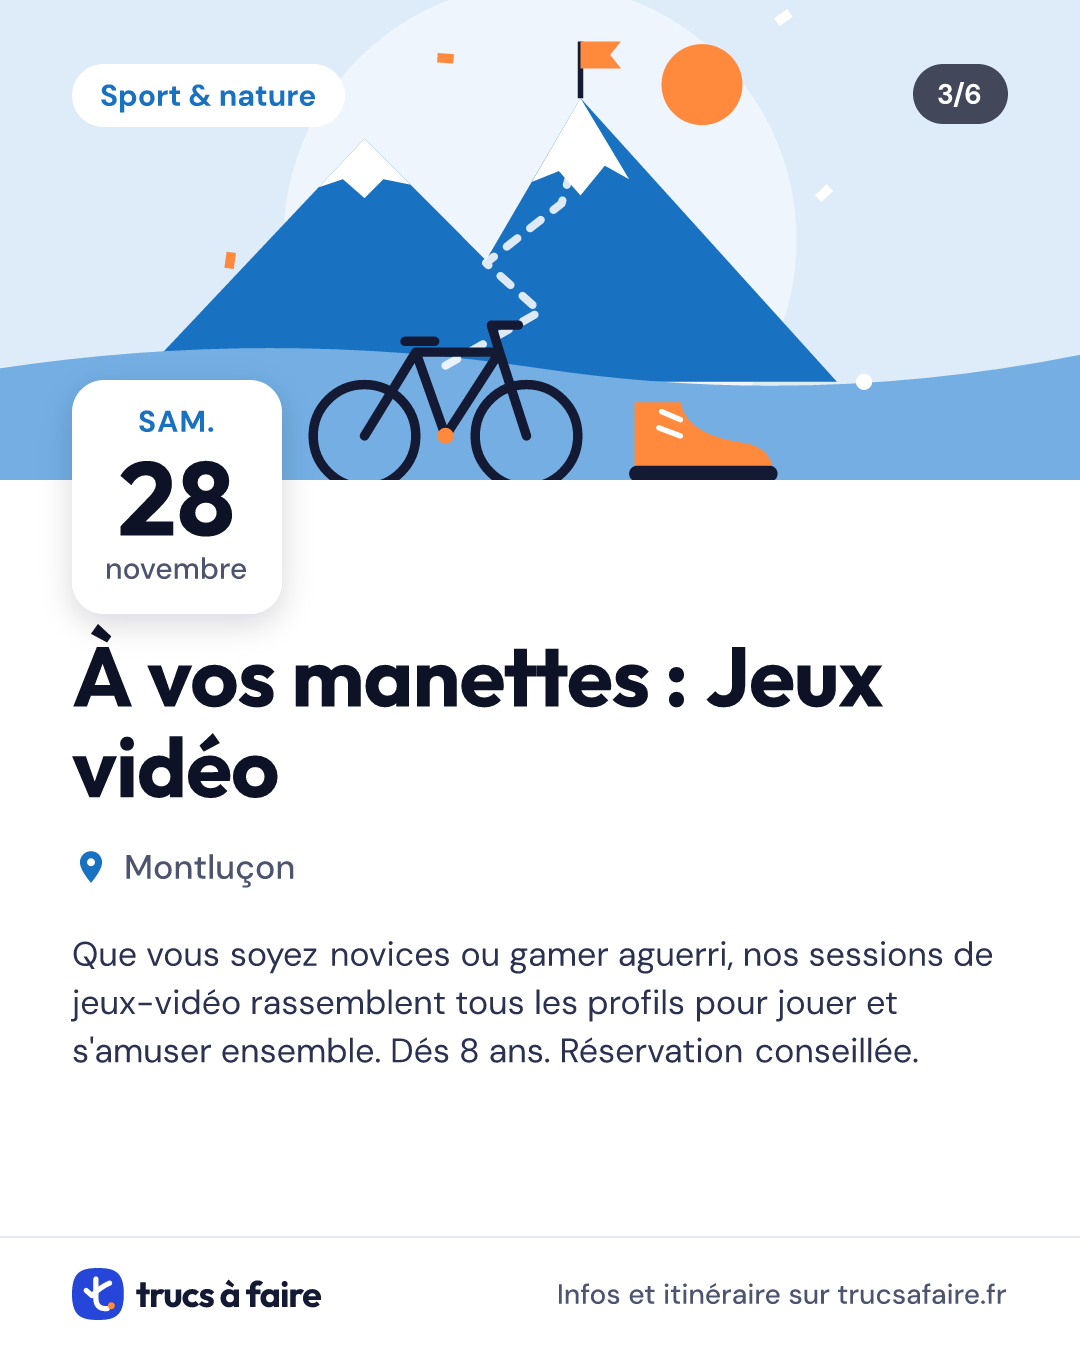 Sport & nature
3/6
SAM.
28
novembre
À vos manettes : Jeux
vidéo
Montluçon
Que vous soyez novices ou gamer aguerri, nos sessions de
jeux-vidéo rassemblent tous les profils pour jouer et
s'amuser ensemble. Dés 8 ans. Réservation conseillée.
trucs à faire
Infos et itinéraire sur trucsafaire.fr